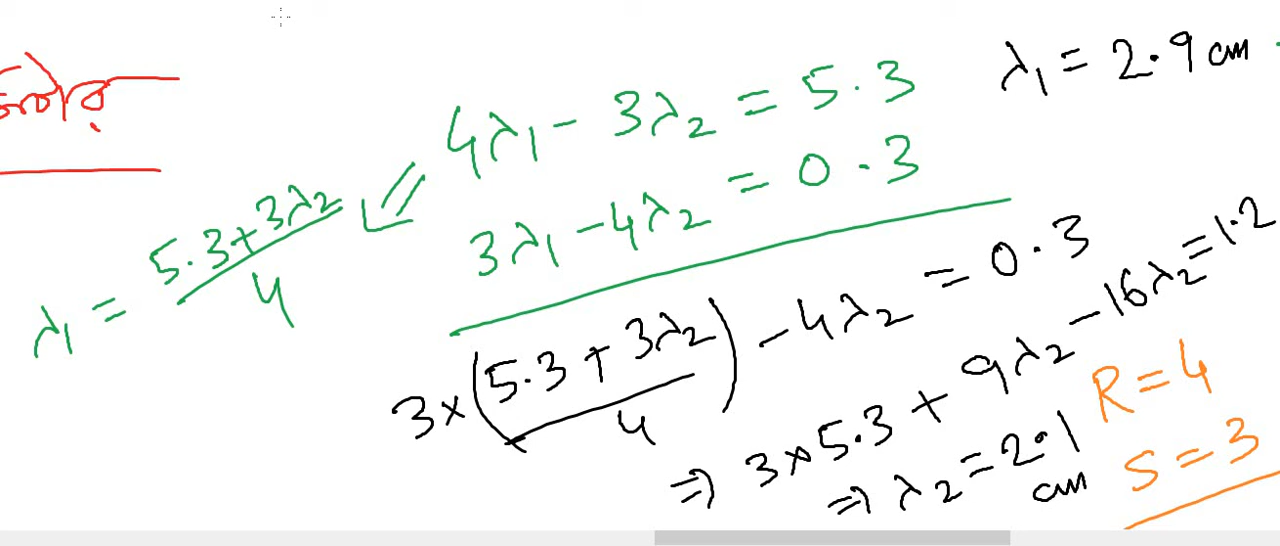 λ₁ = 2.9 cm
4λ₁ - 3λ₂ = 5.3
3λ₁ - 4λ₂ = 0.3
λ₁ = (5.3 + 3λ₂)/4
3 × ((5.3 + 3λ₂)/4) - 4λ₂ = 0.3
⇒ 3 × 5.3 + 9λ₂ - 16λ₂ = 1.2
⇒ λ₂ = 2.1 cm
R = 4
S = 3